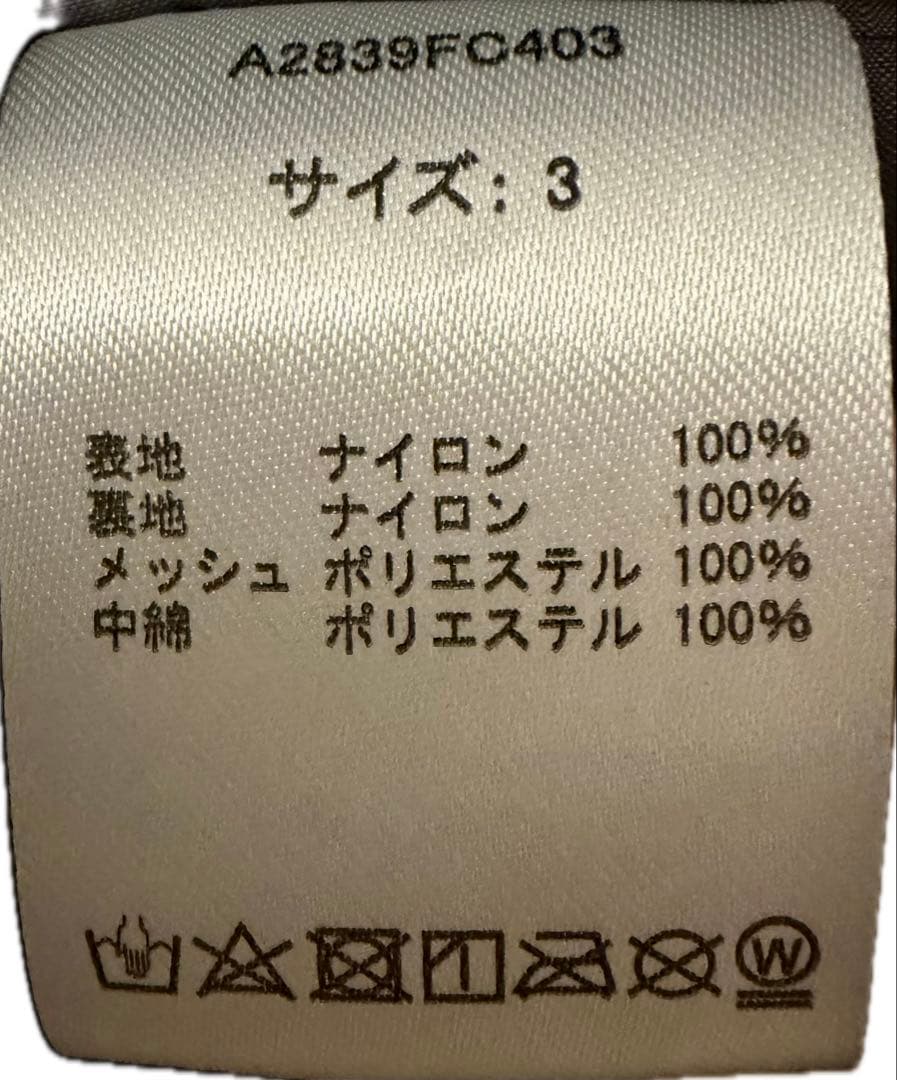 A2839FC403
サイズ: 3
表地 ナイロン 100%
裏地 ナイロン 100%
メッシュ ポリエステル 100%
中綿 ポリエステル 100%
W